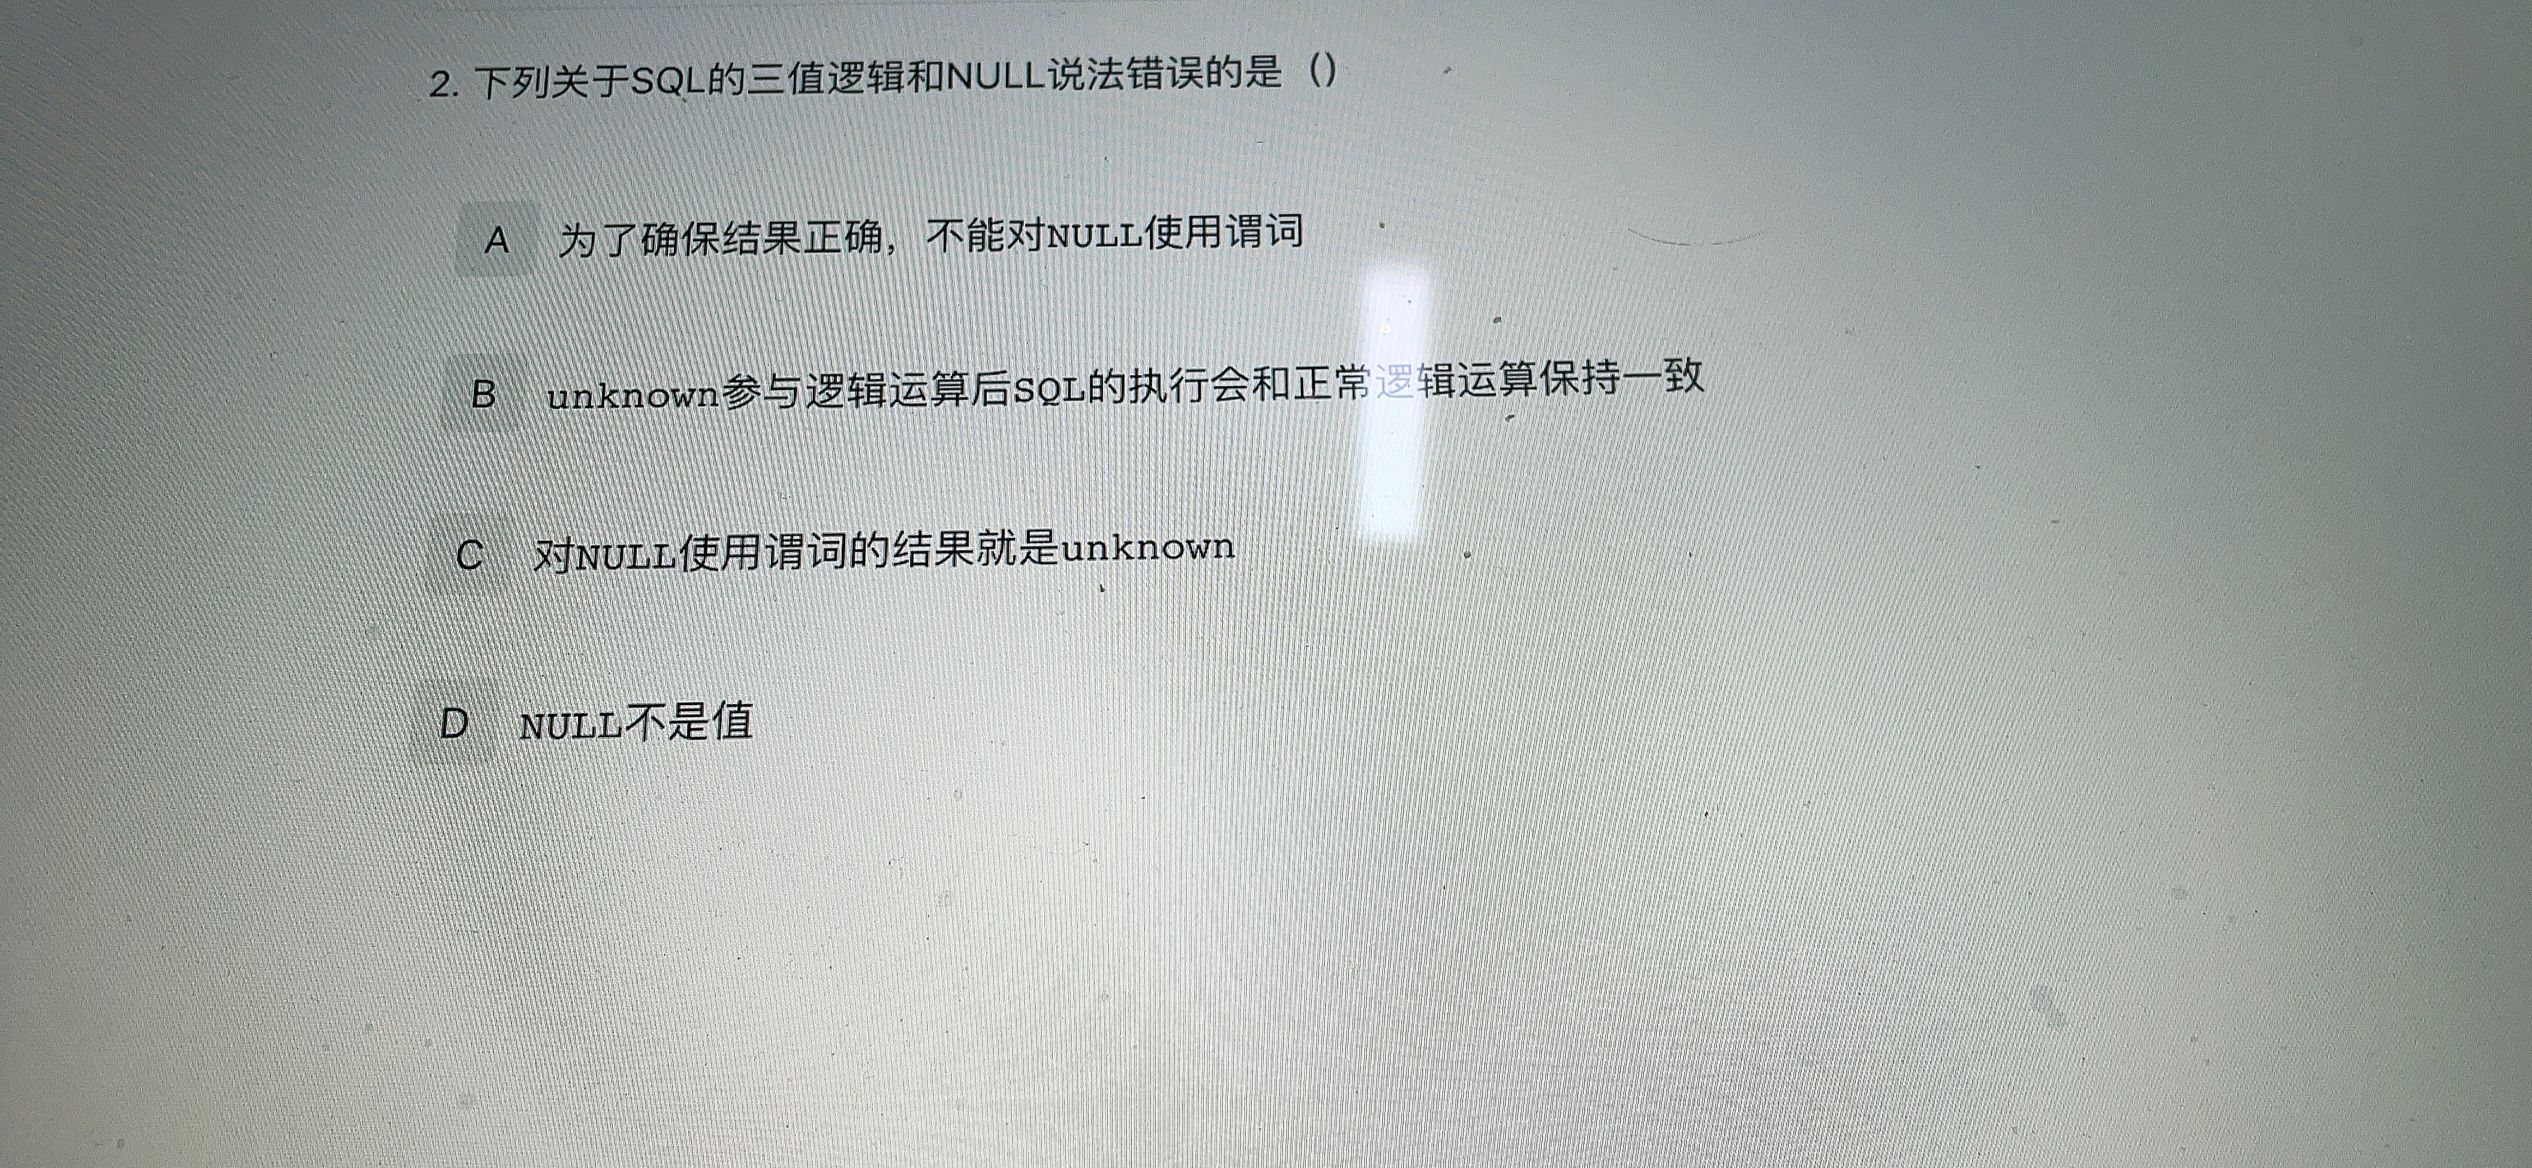 2. 下列关于SQL的三值逻辑和NULL说法错误的是（）
A 为了确保结果正确，不能对NULL使用谓词
B unknown参与逻辑运算后SQL的执行会和正常逻辑运算保持一致
C 对NULL使用谓词的结果就是unknown
D NULL不是值